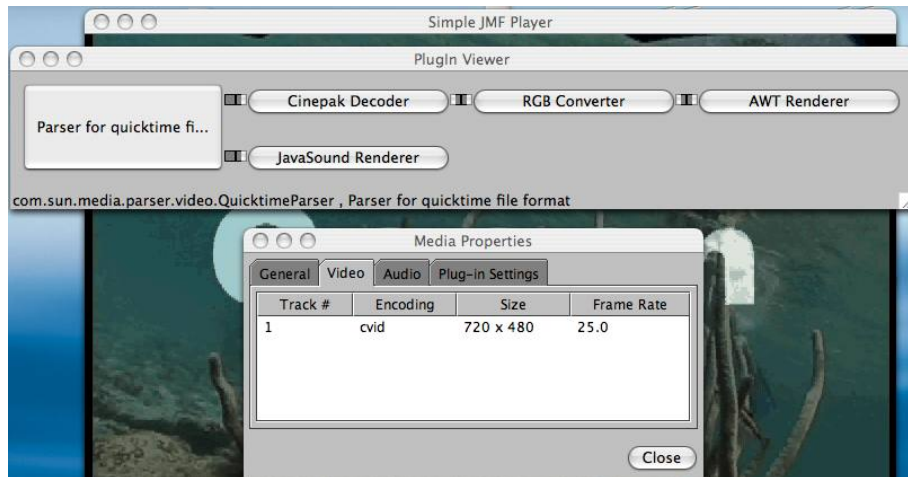 Simple JMF Player
PlugIn Viewer
Parser for quicktime fi...
Cinepak Decoder
RGB Converter
AWT Renderer
JavaSound Renderer
com.sun.media.parser.video.QuicktimeParser , Parser for quicktime file format
Media Properties
General Video Audio Plug-in Settings
Track # Encoding Size Frame Rate
1 cvid 720 x 480 25.0
Close